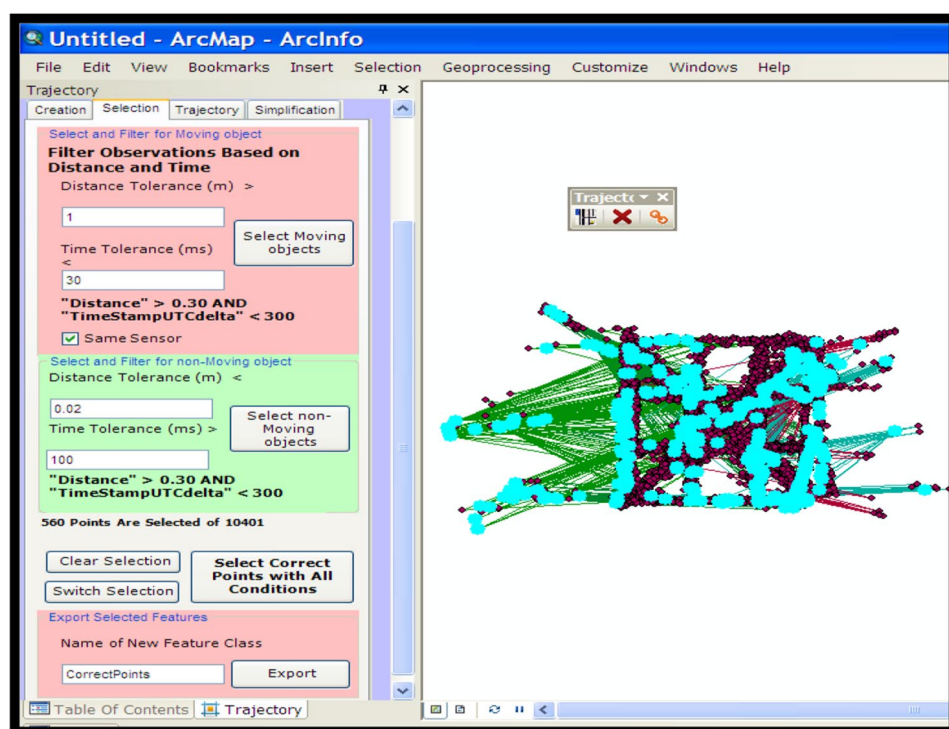 Untitled - ArcMap - ArcInfo
File Edit View Bookmarks Insert Selection Geoprocessing Customize Windows Help
Trajectory
Creation Selection Trajectory Simplification
Select and Filter for Moving object
Filter Observations Based on
Distance and Time
Distance Tolerance (m) >
1
Select Moving
objects
Time Tolerance (ms)
<
30
"Distance" > 0.30 AND
"TimeStampUTCdelta" < 300
Same Sensor
Select and Filter for non-Moving object
Distance Tolerance (m) <
0.02
Select non-
Moving
objects
Time Tolerance (ms) >
100
"Distance" > 0.30 AND
"TimeStampUTCdelta" < 300
560 Points Are Selected of 10401
Clear Selection
Select Correct
Points with All
Conditions
Switch Selection
Export Selected Features
Name of New Feature Class
CorrectPoints
Export
Table Of Contents Trajectory